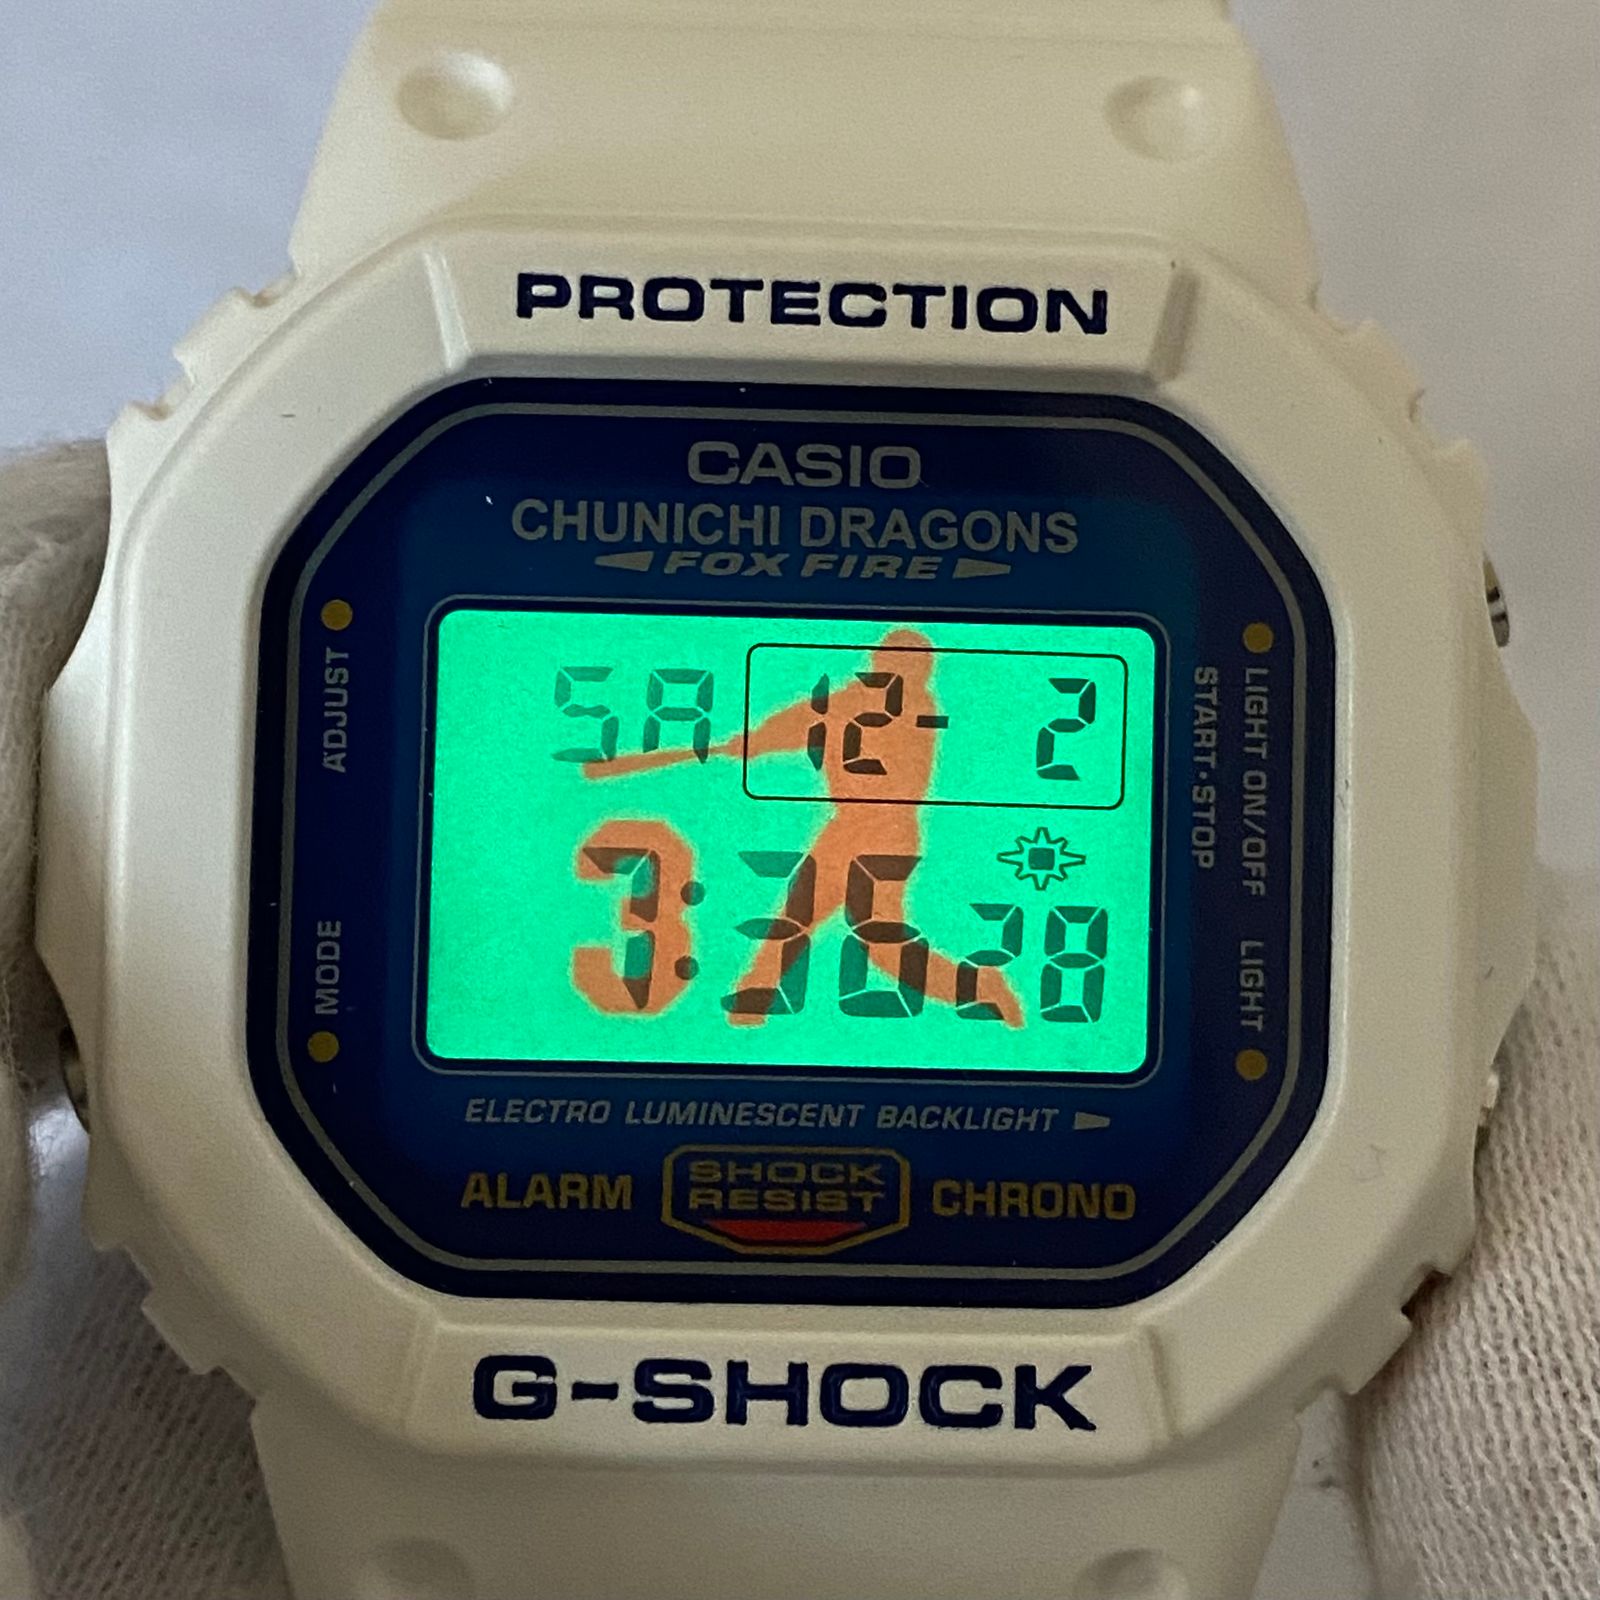 PROTECTION
CASIO
CHUNICHI DRAGONS
FOX FIRE
ADJUST
MODE
SA 12- 2
7:36 28
3
LIGHT ON/OFF
START·STOP
LIGHT
ELECTRO LUMINESCENT BACKLIGHT
ALARM
SHOCK
RESIST
CHRONO
G-SHOCK